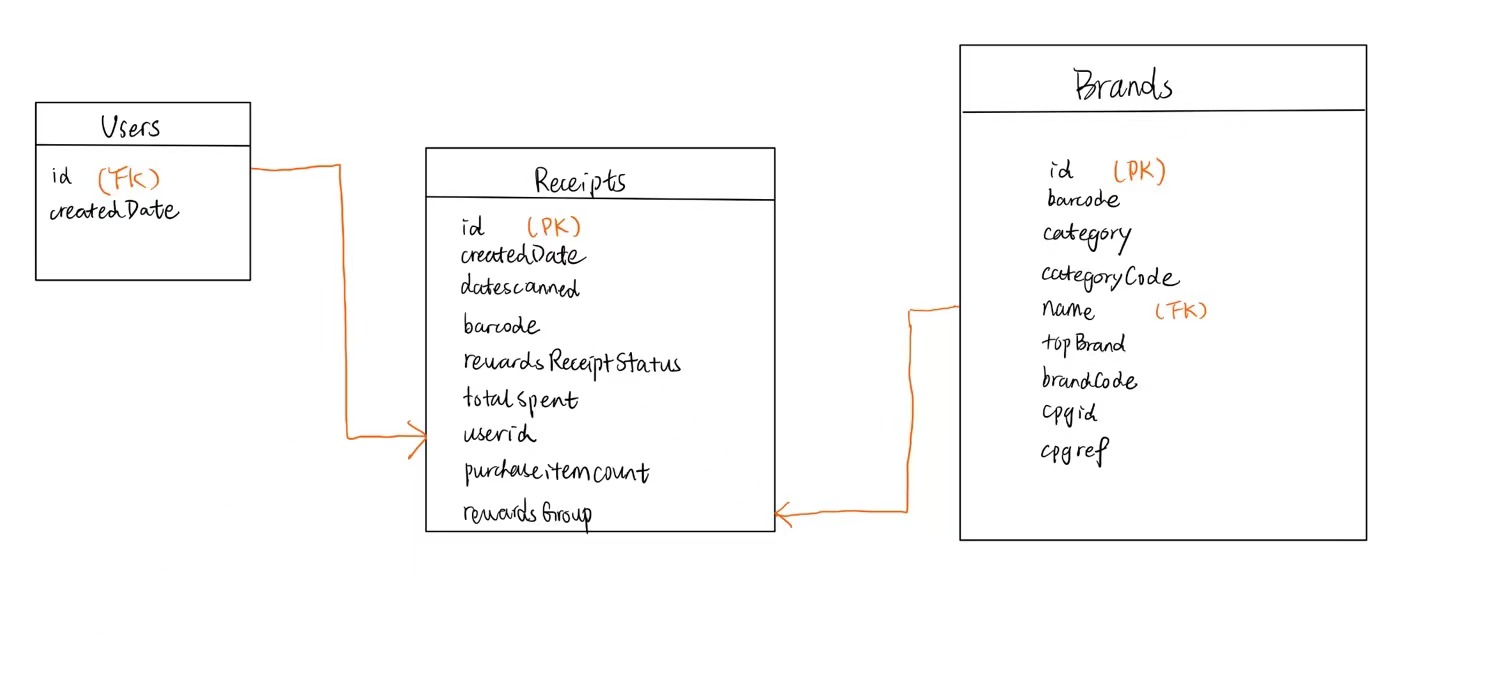 Users
id (FK)
createdDate
Receipts
id (PK)
createdDate
datescanned
barcode
rewardsReceiptStatus
totalspent
userid
purchaseitemcount
rewardsGroup
Brands
id (PK)
barcode
category
categoryCode
name (FK)
topBrand
brandCode
cpgid
cpgref